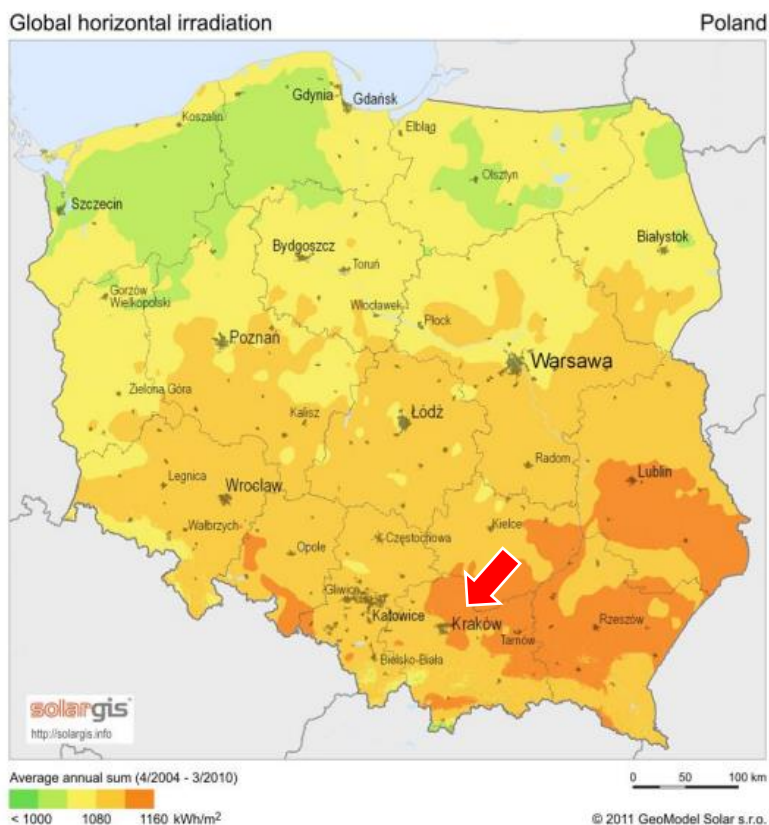 Global horizontal irradiation
Poland
Gdynia
Gdańsk
Koszalin
Elbląg
Olsztyn
Szczecin
Białystok
Bydgoszcz
Toruń
Gorzów
Wielkopolski
Włocławek
Płock
Poznań
Warsawa
Zielona Góra
Kalisz
Łódź
Radom
Lublin
Legnica
Wrocław
Wałbrzych
Kielce
Częstochowa
Opole
Gliwice
Katowice
Kraków
Tarnów
Rzeszów
Bielsko-Biała
solargis
http://solargis.info
Average annual sum (4/2004 - 3/2010)
0 50 100 km
< 1000 1080 1160 kWh/m²
© 2011 GeoModel Solar s.r.o.